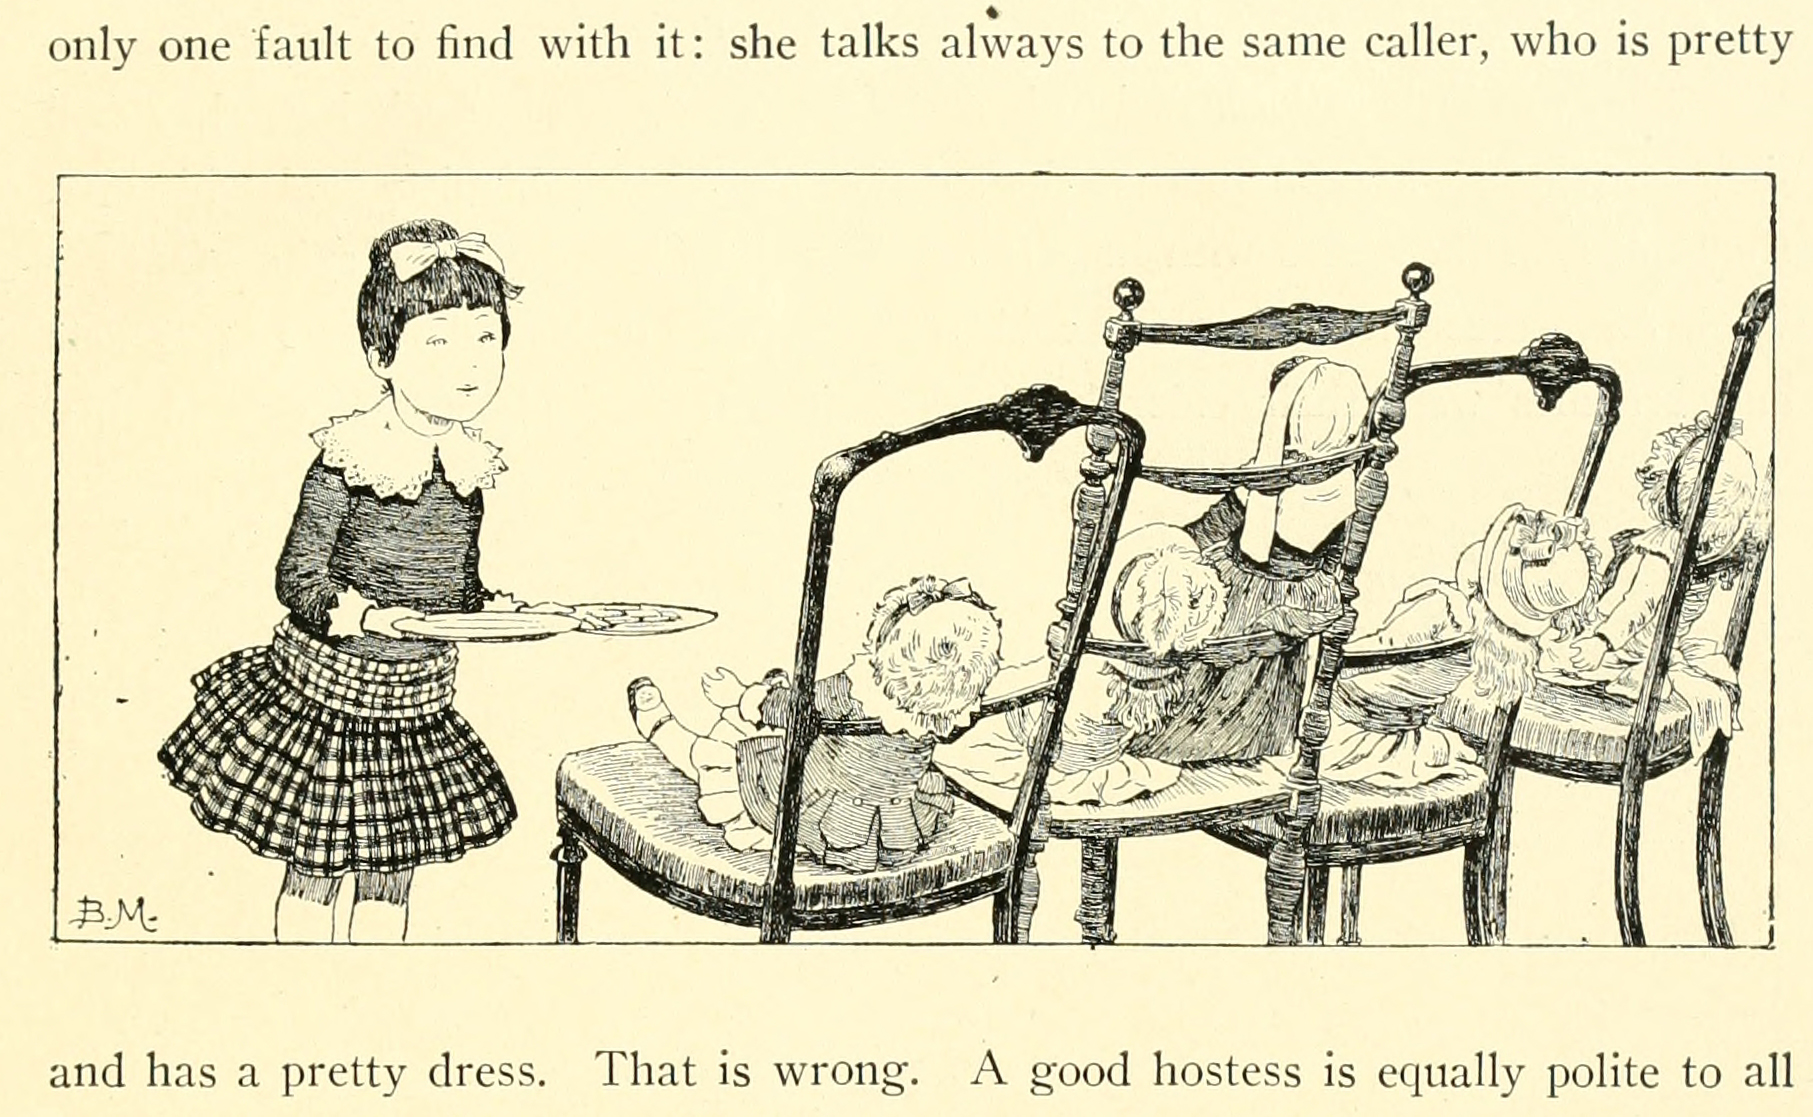 only one fault to find with it: she talks always to the same caller, who is pretty
B.M.
and has a pretty dress. That is wrong. A good hostess is equally polite to all